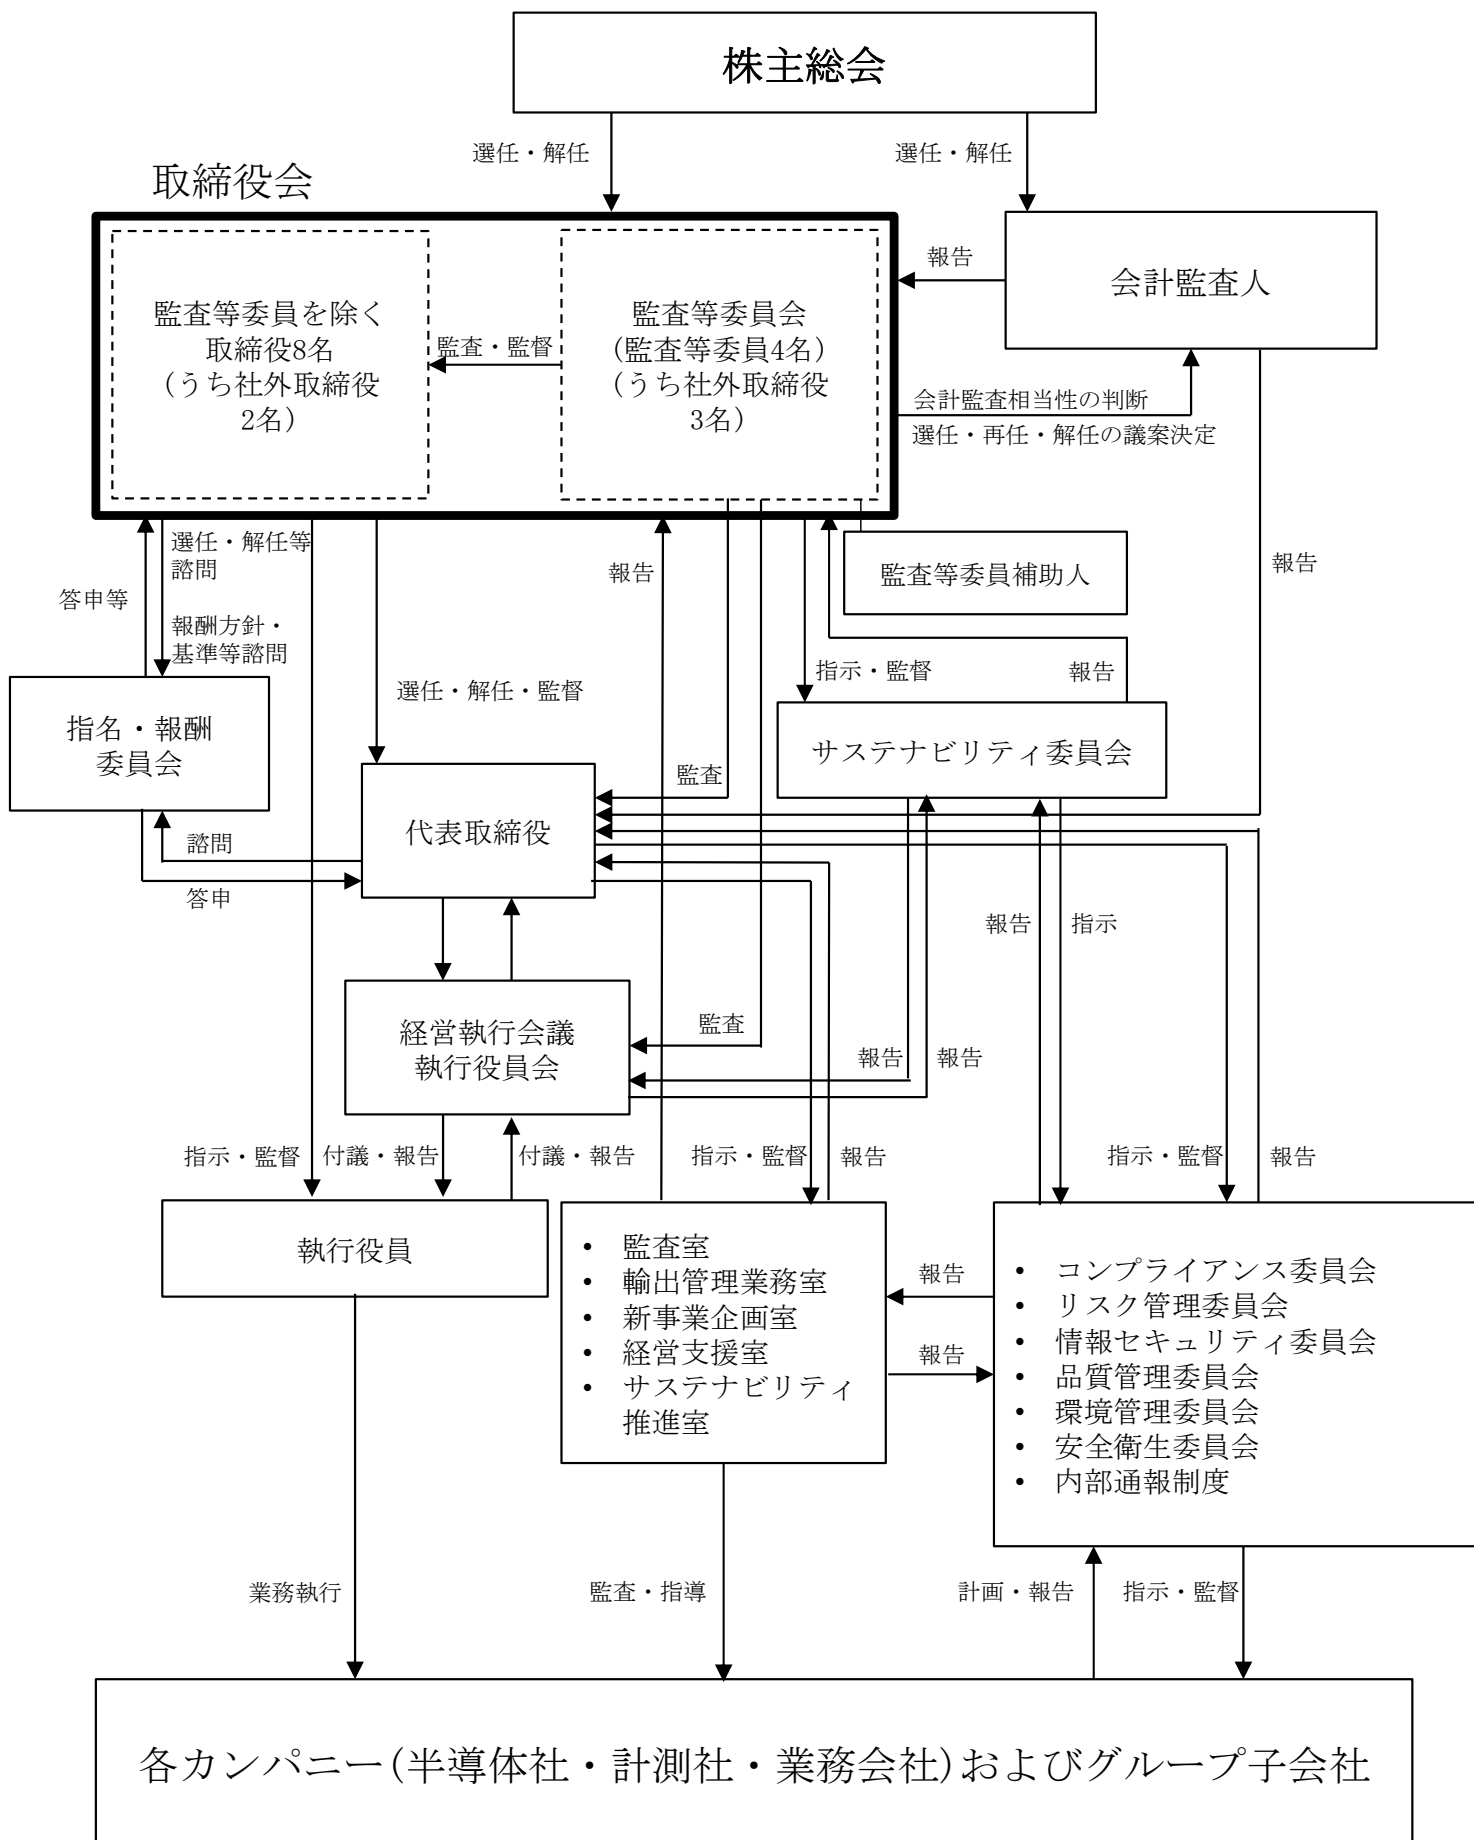 株主総会
選任・解任
選任・解任
取締役会
報告
会計監査人
監査等委員を除く
取締役8名
(うち社外取締役
2名)
監査・監督
監査等委員会
(監査等委員4名)
(うち社外取締役
3名)
会計監査相当性の判断
選任・再任・解任の議案決定
選任・解任等
諮問
答申等
報酬方針・
基準等諮問
報告
監査等委員補助人
報告
指示・監督
報告
選任・解任・監督
指名・報酬
委員会
サステナビリティ委員会
監査
代表取締役
諮問
答申
報告
指示
経営執行会議
執行役員会
監査
報告
報告
指示・監督
付議・報告
付議・報告
指示・監督
報告
指示・監督
報告
執行役員
• 監査室
• 輸出管理業務室
• 新事業企画室
• 経営支援室
• サステナビリティ
推進室
報告
報告
• コンプライアンス委員会
• リスク管理委員会
• 情報セキュリティ委員会
• 品質管理委員会
• 環境管理委員会
• 安全衛生委員会
• 内部通報制度
業務執行
監査・指導
計画・報告
指示・監督
各カンパニー(半導体社・計測社・業務会社)およびグループ子会社